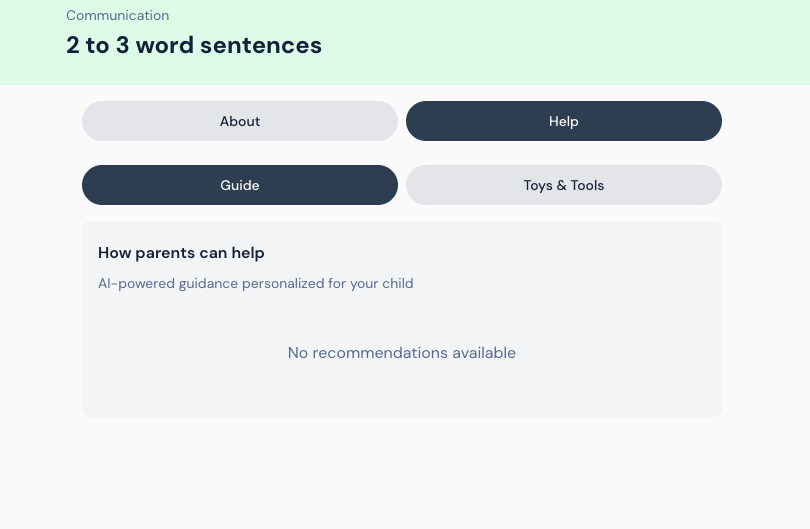 Communication
2 to 3 word sentences
About
Help
Guide
Toys & Tools
How parents can help
AI-powered guidance personalized for your child
No recommendations available